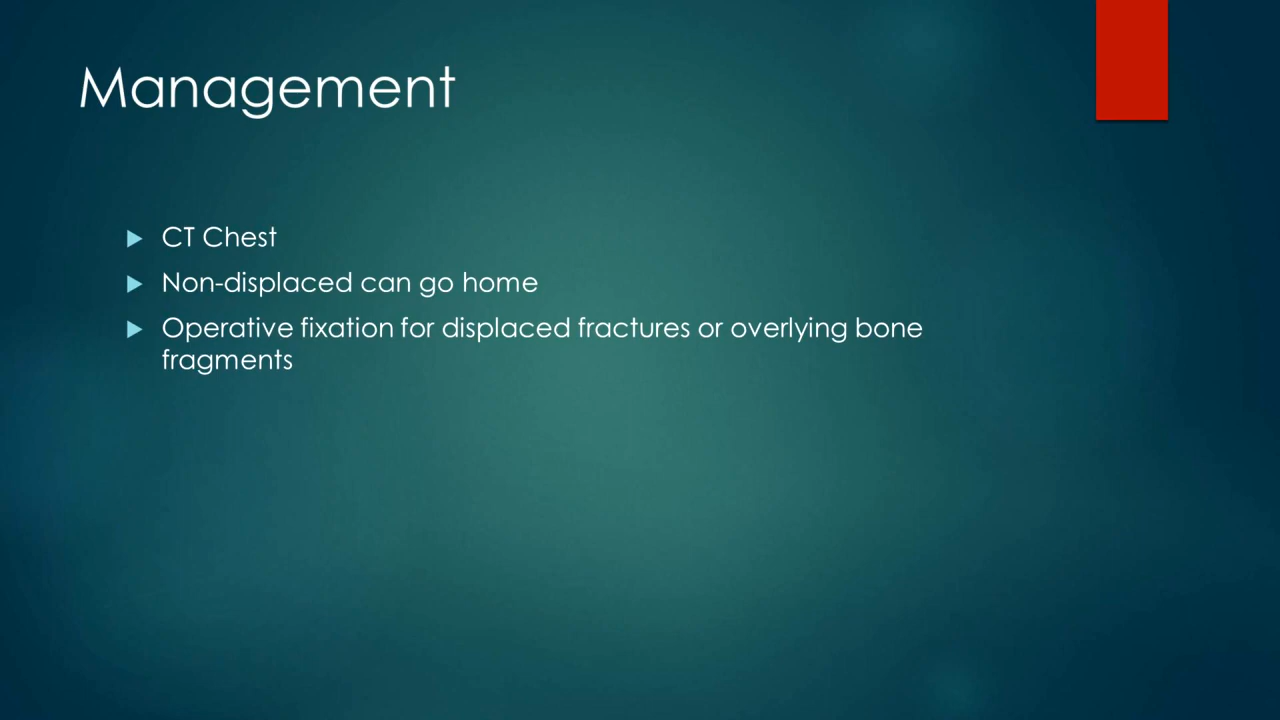 Management
CT Chest
Non-displaced can go home
Operative fixation for displaced fractures or overlying bone
fragments